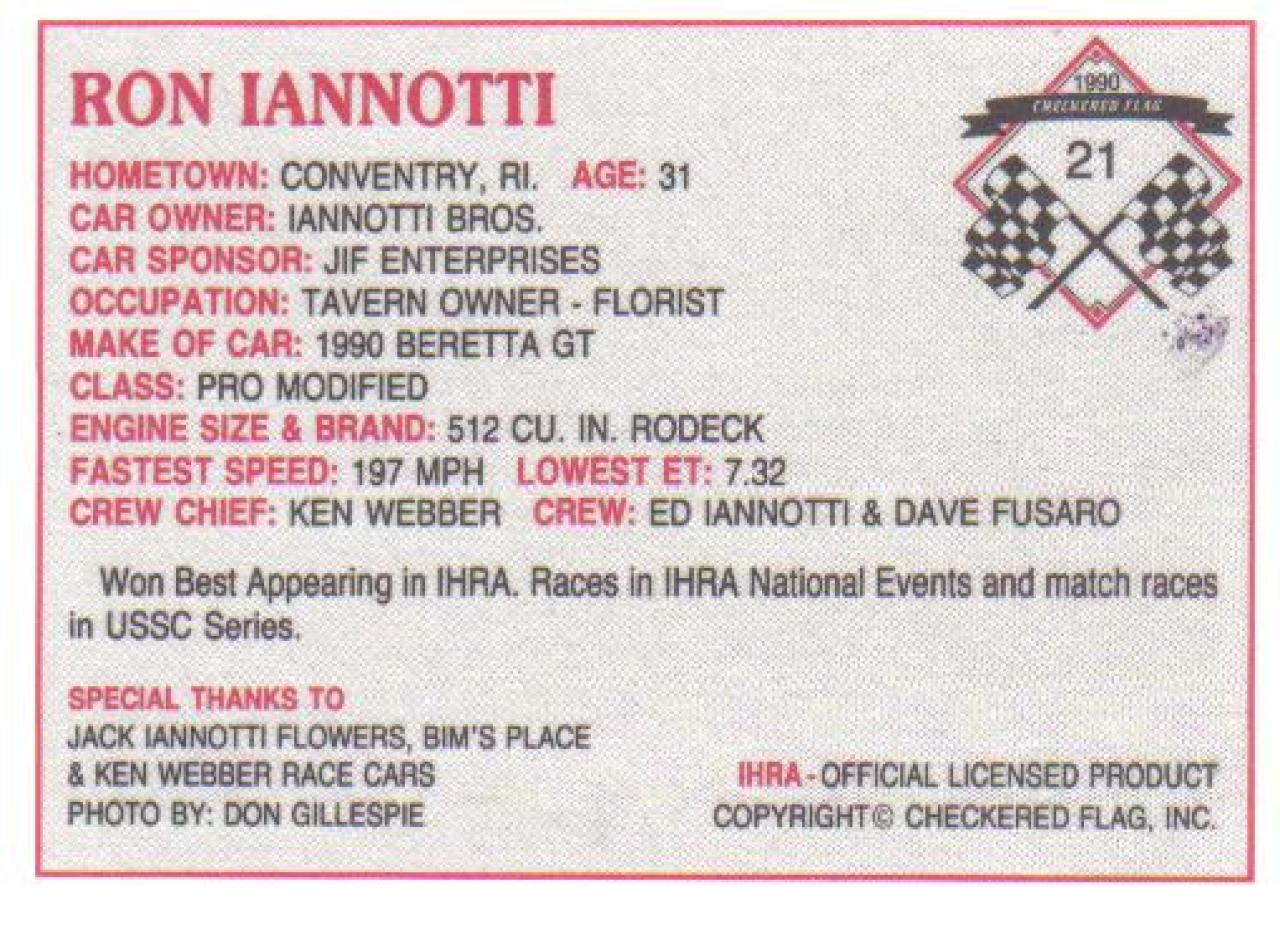 RON IANNOTTI
1990
CHECKERED FLAG
21
HOMETOWN: CONVENTRY, RI. AGE: 31
CAR OWNER: IANNOTTI BROS.
CAR SPONSOR: JIF ENTERPRISES
OCCUPATION: TAVERN OWNER - FLORIST
MAKE OF CAR: 1990 BERETTA GT
CLASS: PRO MODIFIED
ENGINE SIZE & BRAND: 512 CU. IN. RODECK
FASTEST SPEED: 197 MPH LOWEST ET: 7.32
CREW CHIEF: KEN WEBBER CREW: ED IANNOTTI & DAVE FUSARO
Won Best Appearing in IHRA. Races in IHRA National Events and match races
in USSC Series.
SPECIAL THANKS TO
JACK IANNOTTI FLOWERS, BIM'S PLACE
& KEN WEBBER RACE CARS
PHOTO BY: DON GILLESPIE
IHRA - OFFICIAL LICENSED PRODUCT
COPYRIGHT© CHECKERED FLAG, INC.